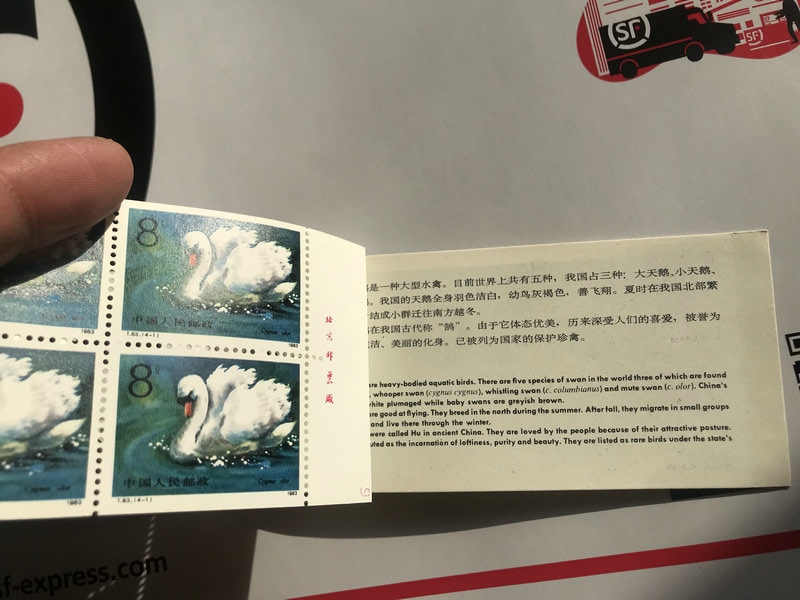 SF
SF
8
中国人民邮政
Cygnus olor
T.83.(4-1)
1983
1983
8分
中国人民邮政
Cygnus olor
T.83.(4-1)
1983
Cygnus olor
1983
北京邮票厂
是一种大型水禽。目前世界上共有五种，我国占三种：大天鹅、小天鹅、
我国的天鹅全身羽色洁白，幼鸟灰褐色，善飞翔。夏时在我国北部繁
结成小群迁往南方越冬。
在我国古代称“鹄”。由于它体态优美，历来深受人们的喜爱，被誉为
洁、美丽的化身。已被列为国家的保护珍禽。
are heavy-bodied aquatic birds. There are five species of swan in the world three of which are found
whooper swan (cygnus cygnus), whistling swan (c. columbianus) and mute swan (c. olor). China's
white plumaged while baby swans are greyish brown.
are good at flying. They breed in the north during the summer. After fall, they migrate in small groups
and live there through the winter.
were called Hu in ancient China. They are loved by the people because of their attractive posture.
uted as the incarnation of loftiness, purity and beauty. They are listed as rare birds under the state's
sf-express.com